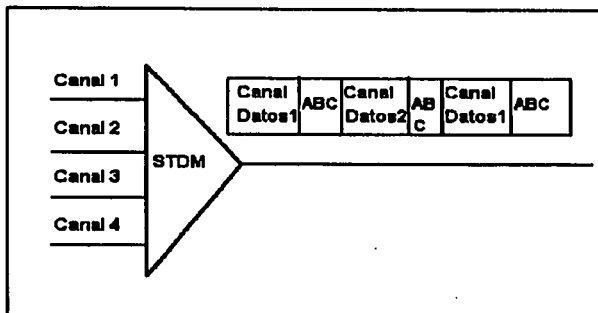 Canal 1
Canal 2
Canal 3
Canal 4
STDM
Canal
Datos1
ABC
Canal
Datos2
AB
C
Canal
Datos1
ABC